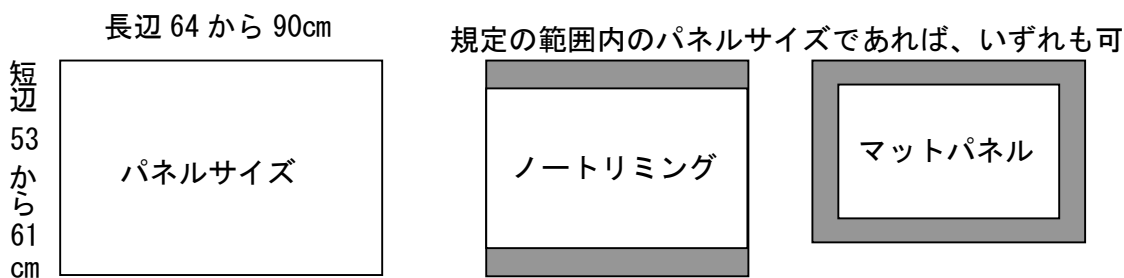 長辺 64 から 90cm
規定の範囲内のパネルサイズであれば、いずれも可
短辺 53 から 61 cm
パネルサイズ
ノートリミング
マットパネル